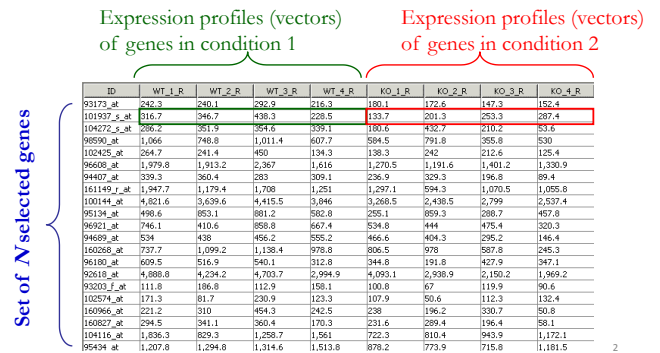 Expression profiles (vectors) of genes in condition 1
Expression profiles (vectors) of genes in condition 2
Set of N selected genes
ID WT_1_R WT_2_R WT_3_R WT_4_R KO_1_R KO_2_R KO_3_R KO_4_R
93173_at 242.3 240.1 292.9 216.3 180.1 172.6 147.3 152.4
101937_s_at 316.7 346.7 438.3 228.5 133.7 201.3 253.3 287.4
104272_s_at 286.2 351.9 354.6 339.1 180.6 432.7 210.2 53.6
98590_at 1,066 748.8 1,011.4 607.7 584.5 791.8 355.8 530
102425_at 264.7 241.4 450 134.3 138.3 242 212.6 125.4
96608_at 1,979.8 1,913.2 2,367 1,616 1,270.5 1,191.6 1,401.2 1,330.9
94407_at 339.3 360.4 283 309.1 236.9 329.3 196.8 89.4
161149_r_at 1,947.7 1,179.4 1,708 1,251 1,297.1 594.3 1,070.5 1,055.8
100144_at 4,821.6 3,639.6 4,415.5 3,846 3,268.5 2,438.5 2,799 2,537.4
95134_at 498.6 853.1 881.2 582.8 255.1 859.3 288.7 457.8
96921_at 746.1 410.6 858.8 667.4 534.8 444 475.4 320.3
94689_at 534 438 456.2 555.2 466.6 404.3 295.2 146.4
160268_at 737.7 1,099.2 1,138.4 978.8 806.5 978 587.8 245.3
96180_at 609.5 516.9 540.1 312.8 344.8 191.8 429.3 347.1
92618_at 4,888.8 4,234.2 4,703.7 2,994.9 4,093.1 2,938.9 2,150.2 1,969.2
93203_f_at 111.8 186.8 112.9 158.1 100.8 67 119.9 90.6
102574_at 171.3 81.7 230.9 123.3 107.9 50.6 112.3 132.4
160966_at 221.2 310 454.3 242.5 238 196.2 330.7 50.8
160827_at 294.5 341.1 360.4 170.3 231.6 289.4 196.4 58.1
104116_at 1,836.3 829.3 1,258.7 1,561 722.3 810.4 943.9 1,172.1
95434_at 1,207.8 1,294.8 1,314.6 1,513.8 878.2 773.9 715.8 1,181.5
2